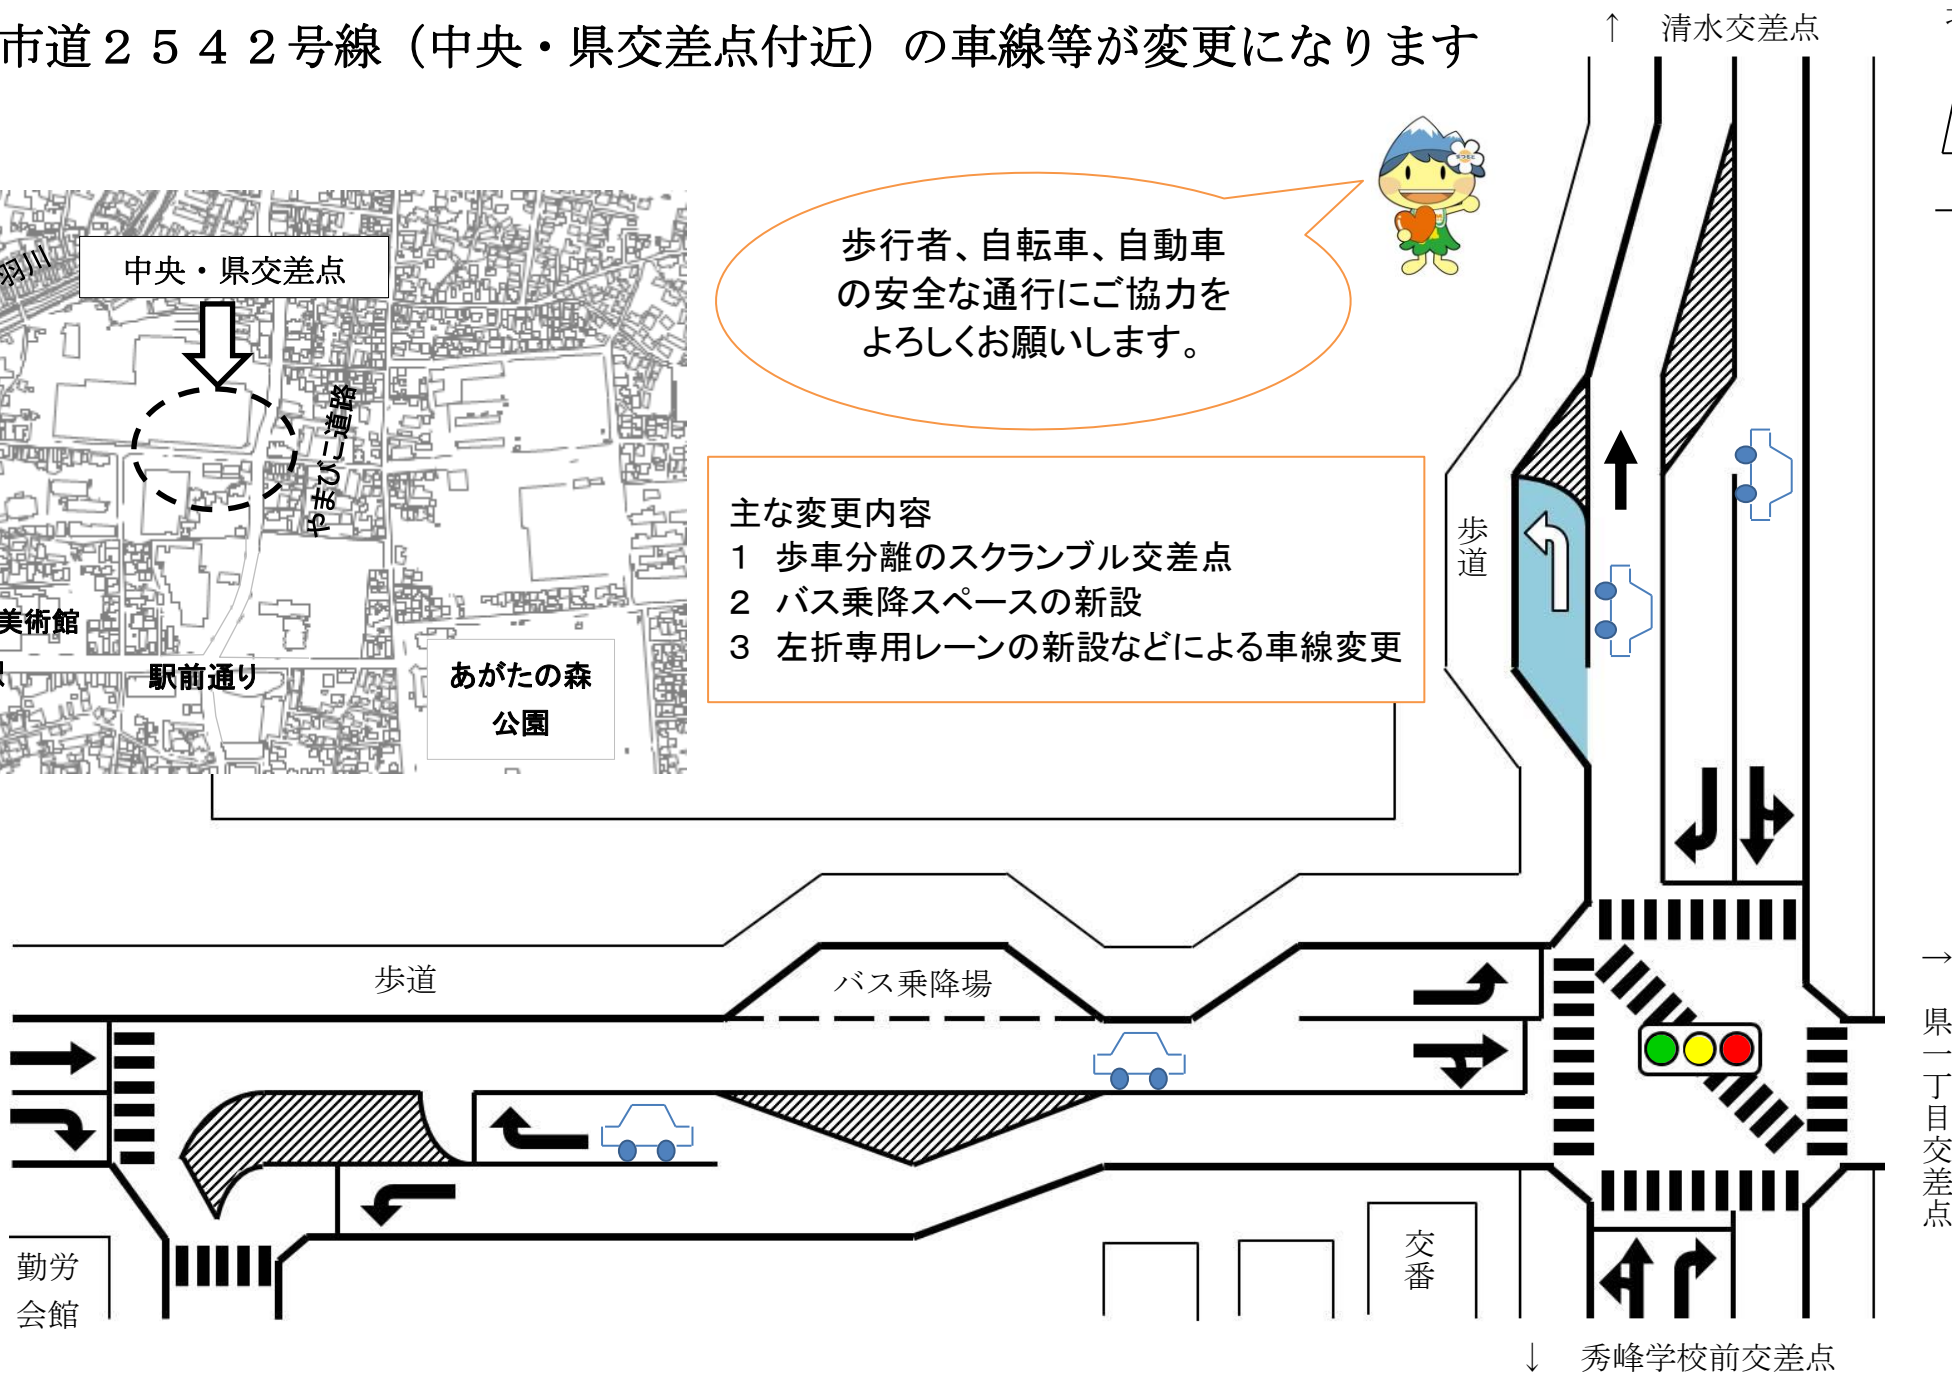 市道２５４２号線（中央・県交差点付近）の車線等が変更になります
↑　清水交差点
羽川
中央・県交差点
やまびこ道路
美術館
駅前通り
あがたの森
公園
歩行者、自転車、自動車
の安全な通行にご協力を
よろしくお願いします。
主な変更内容
１　歩車分離のスクランブル交差点
２　バス乗降スペースの新設
３　左折専用レーンの新設などによる車線変更
歩道
歩道
バス乗降場
→　県一丁目交差点
勤労
会館
交番
↓　秀峰学校前交差点